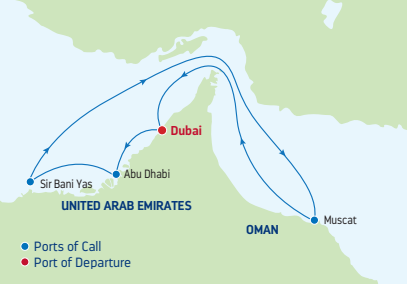 Dubai
Abu Dhabi
Sir Bani Yas
UNITED ARAB EMIRATES
Muscat
OMAN
Ports of Call
Port of Departure